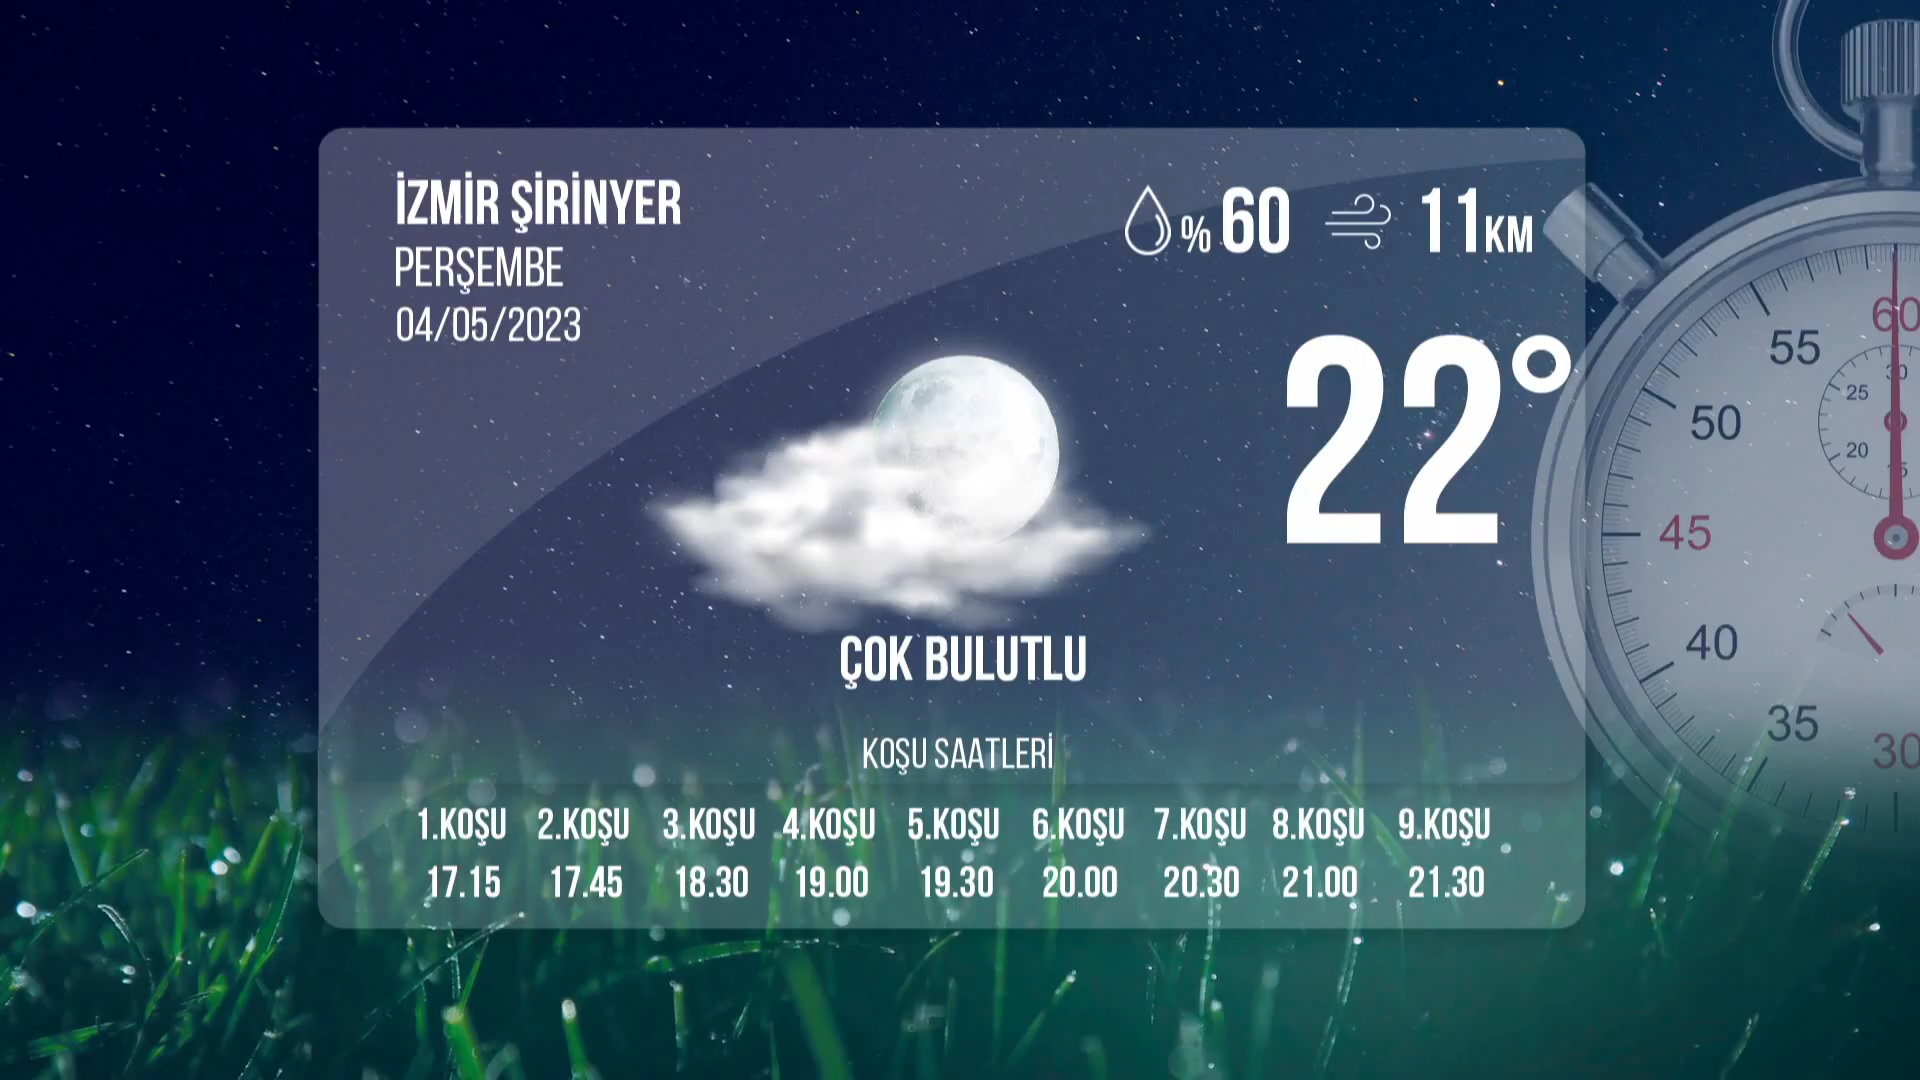 İZMİR ŞİRİNYER
PERŞEMBE
04/05/2023
% 60 11KM
22°
ÇOK BULUTLU
KOŞU SAATLERİ
1.KOŞU 2.KOŞU 3.KOŞU 4.KOŞU 5.KOŞU 6.KOŞU 7.KOŞU 8.KOŞU 9.KOŞU
17.15 17.45 18.30 19.00 19.30 20.00 20.30 21.00 21.30
60
55
50
45
40
35
30
25
20